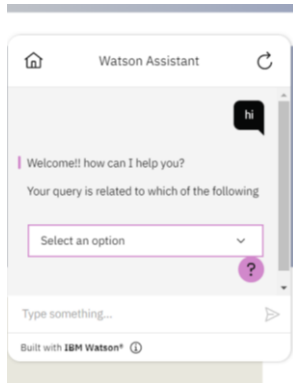 Watson Assistant
hi
Welcome!! how can I help you?
Your query is related to which of the following
Select an option
?
Type something...
Built with IBM Watson®